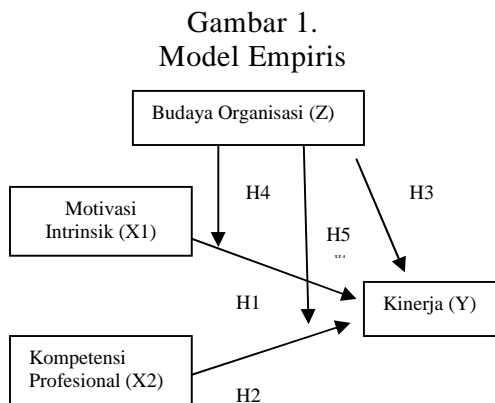 Gambar 1.
Model Empiris
Budaya Organisasi (Z)
H4
H3
Motivasi
Intrinsik (X1)
H5
H1
Kinerja (Y)
Kompetensi
Profesional (X2)
H2